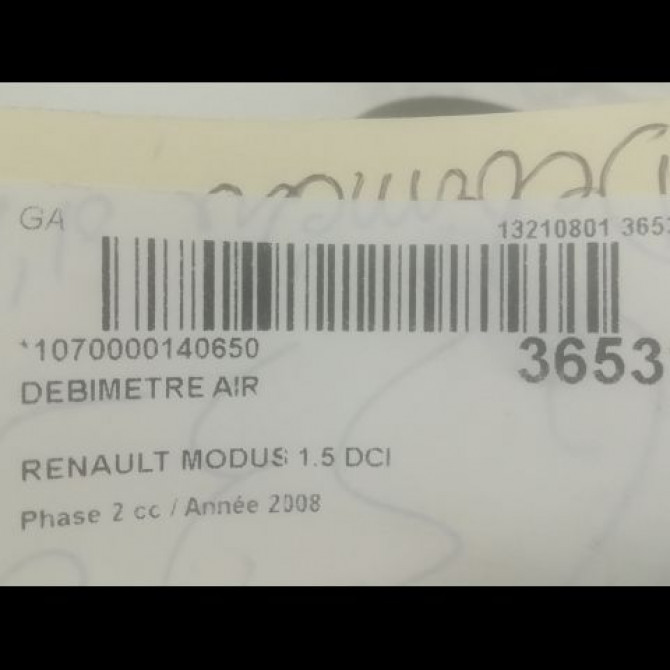 GA
13210801 3653
*1070000140650
3653
DEBIMETRE AIR
RENAULT MODUS 1.5 DCI
Phase 2 cc / Année 2008